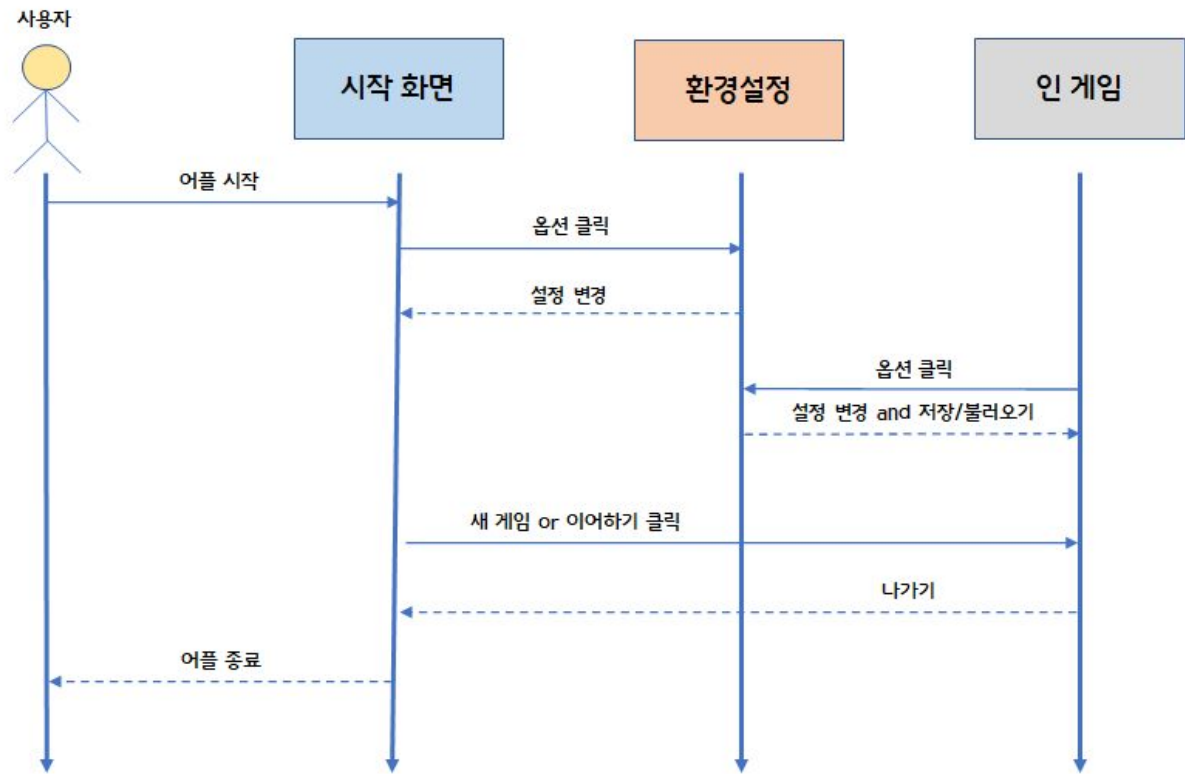 사용자
시작 화면
환경설정
인 게임
어플 시작
옵션 클릭
설정 변경
옵션 클릭
설정 변경 and 저장/불러오기
새 게임 or 이어하기 클릭
나가기
어플 종료